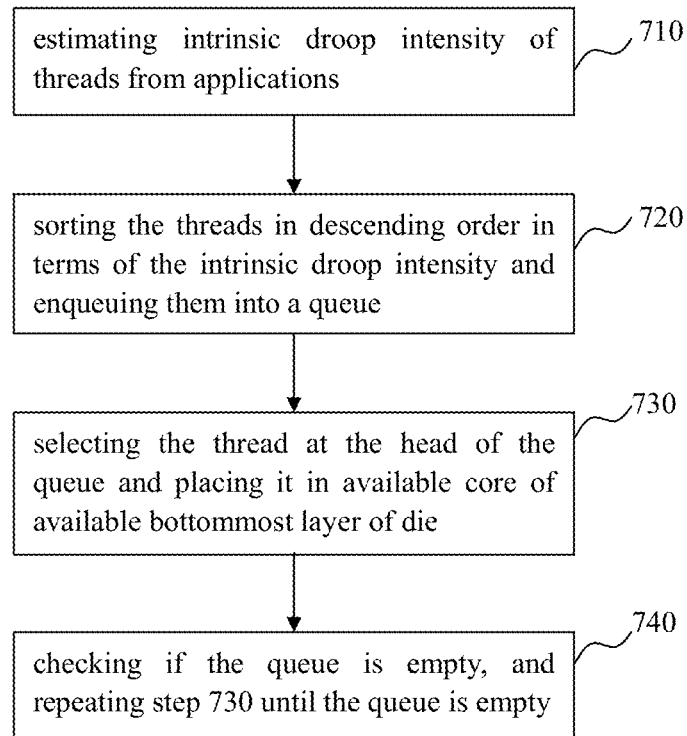 estimating intrinsic droop intensity of
threads from applications
710
sorting the threads in descending order in
terms of the intrinsic droop intensity and
enqueuing them into a queue
720
selecting the thread at the head of the
queue and placing it in available core of
available bottommost layer of die
730
checking if the queue is empty, and
repeating step 730 until the queue is empty
740